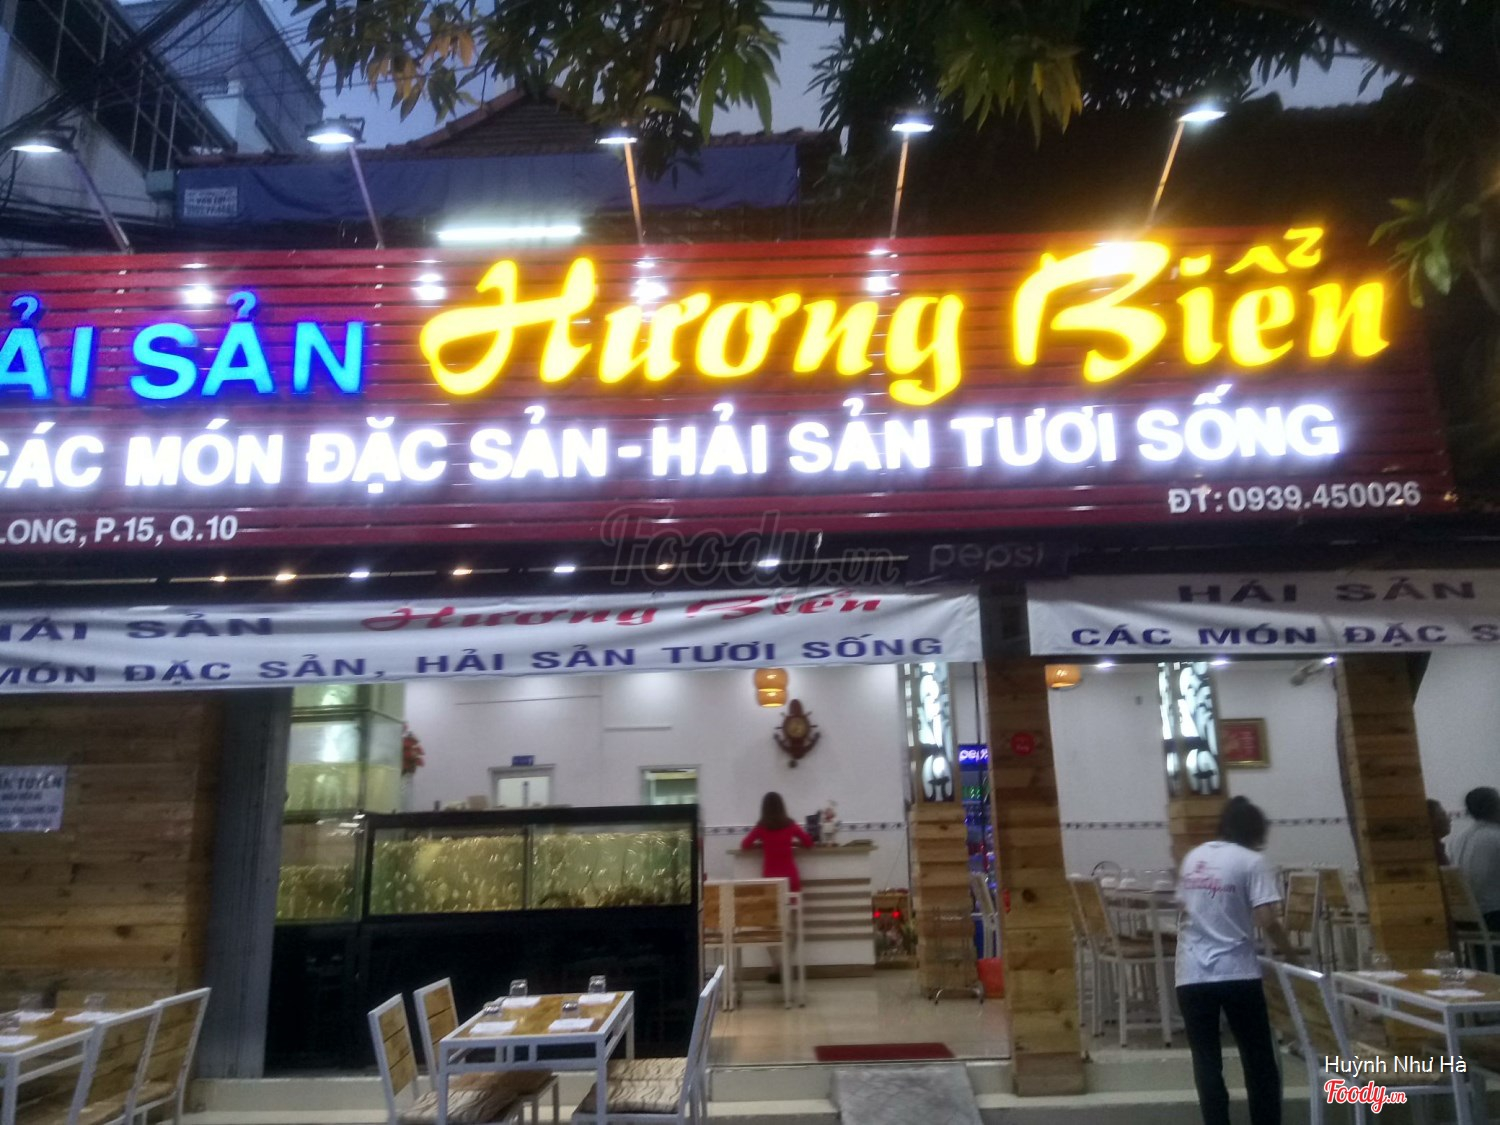 ẢI SẢN Hương Biển
CÁC MÓN ĐẶC SẢN-HẢI SẢN TƯƠI SỐNG
ĐT:0939.450026
LONG, P.15, Q.10
Foody.vn
pepsi
HẢI SẢN Hương Biển
MÓN ĐẶC SẢN, HẢI SẢN TƯƠI SỐNG
HẢI SẢN
CÁC MÓN ĐẶC S
TUYỂN
Huỳnh Như Hà
Foody.vn